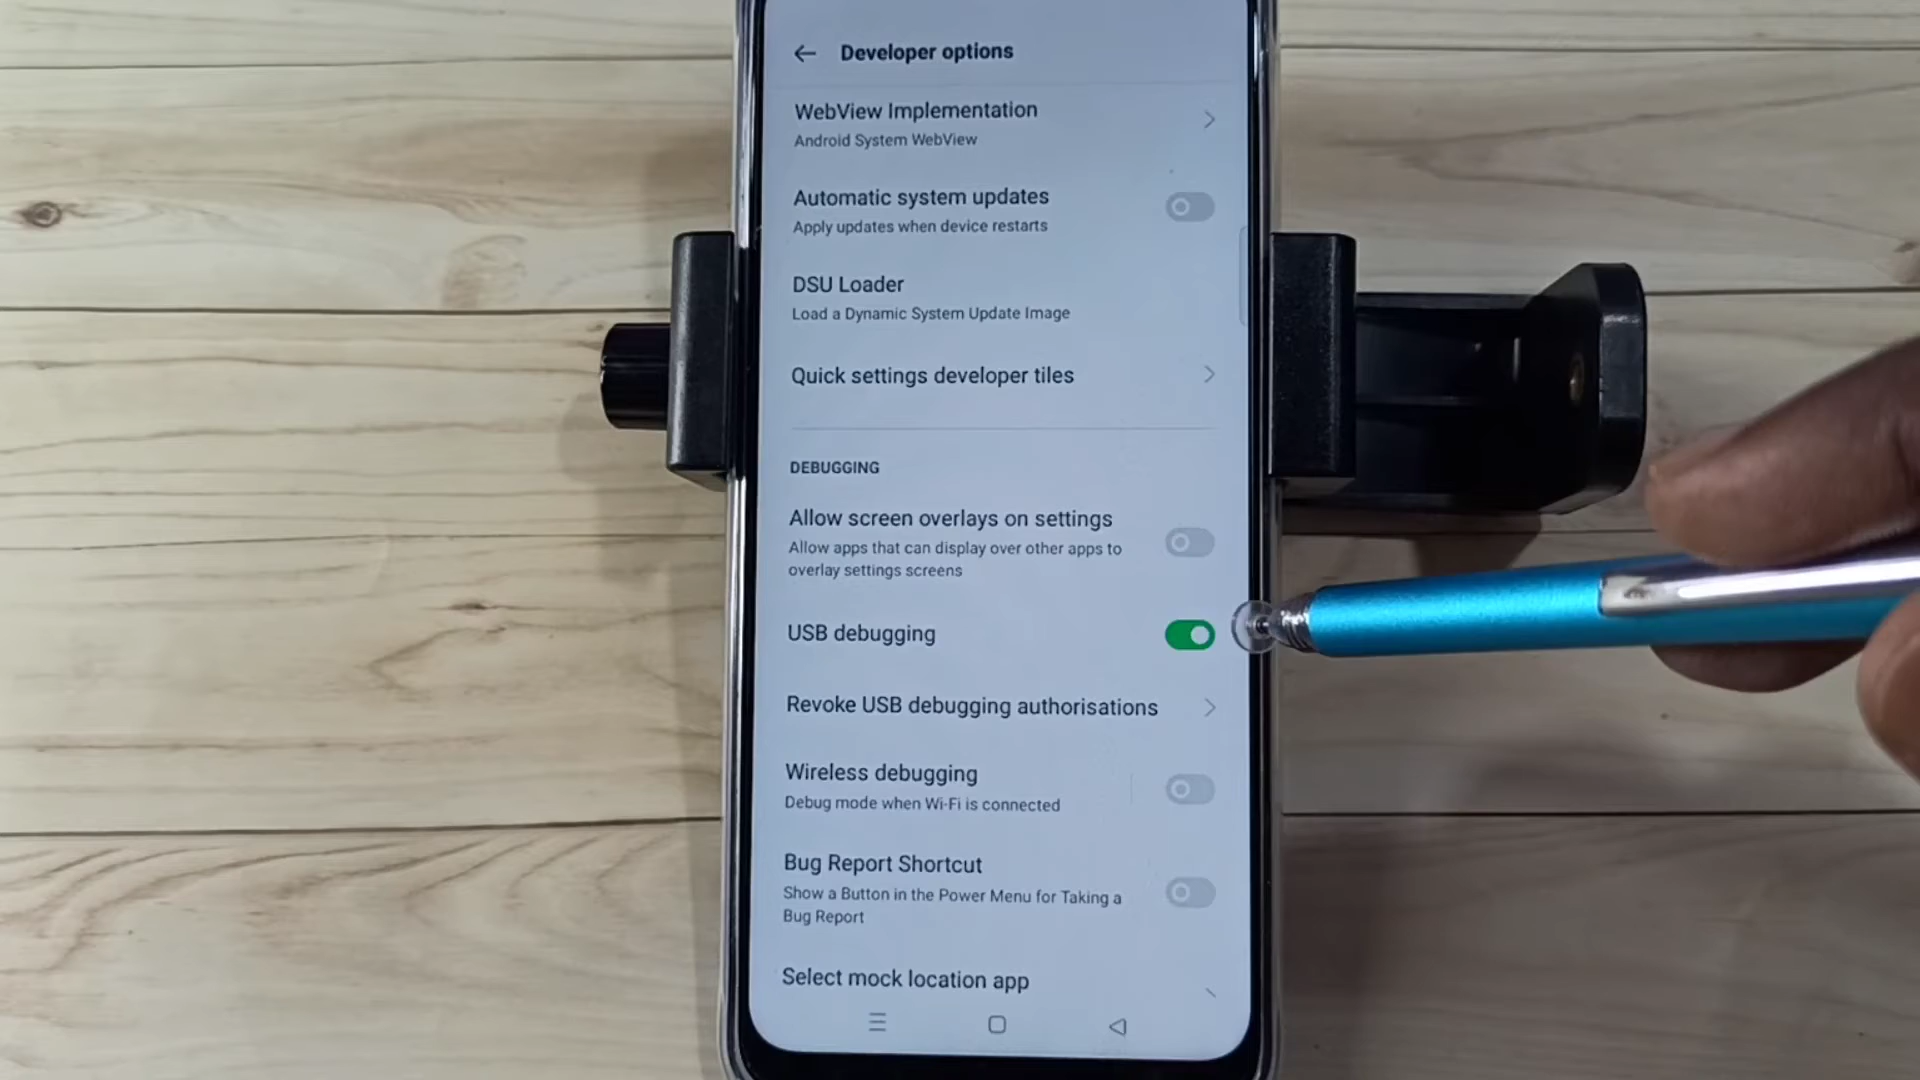 Developer options
WebView Implementation
Android System WebView
Automatic system updates
Apply updates when device restarts
DSU Loader
Load a Dynamic System Update Image
Quick settings developer tiles
DEBUGGING
Allow screen overlays on settings
Allow apps that can display over other apps to
overlay settings screens
USB debugging
Revoke USB debugging authorisations
Wireless debugging
Debug mode when Wi-Fi is connected
Bug Report Shortcut
Show a Button in the Power Menu for Taking a
Bug Report
Select mock location app